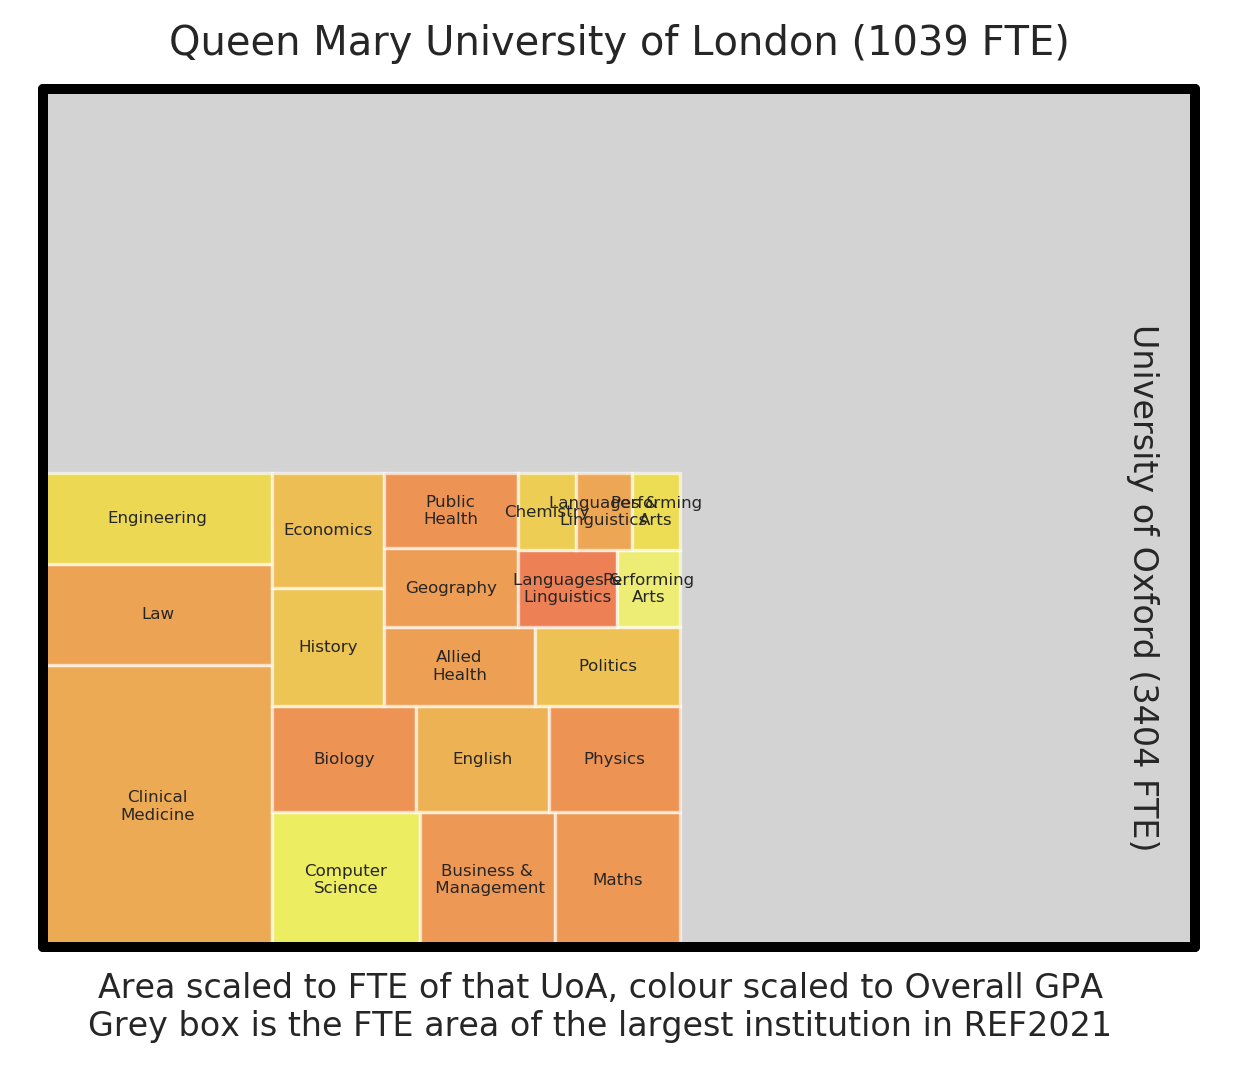 Queen Mary University of London (1039 FTE)
Engineering
Law
Clinical
Medicine
Economics
History
Public
Health
Geography
Allied
Health
Chemistry
Languages &
Linguistics
Performing
Arts
Languages &
Linguistics
Performing
Arts
Politics
Biology
English
Physics
Computer
Science
Business &
Management
Maths
University of Oxford (3404 FTE)
Area scaled to FTE of that UoA, colour scaled to Overall GPA
Grey box is the FTE area of the largest institution in REF2021